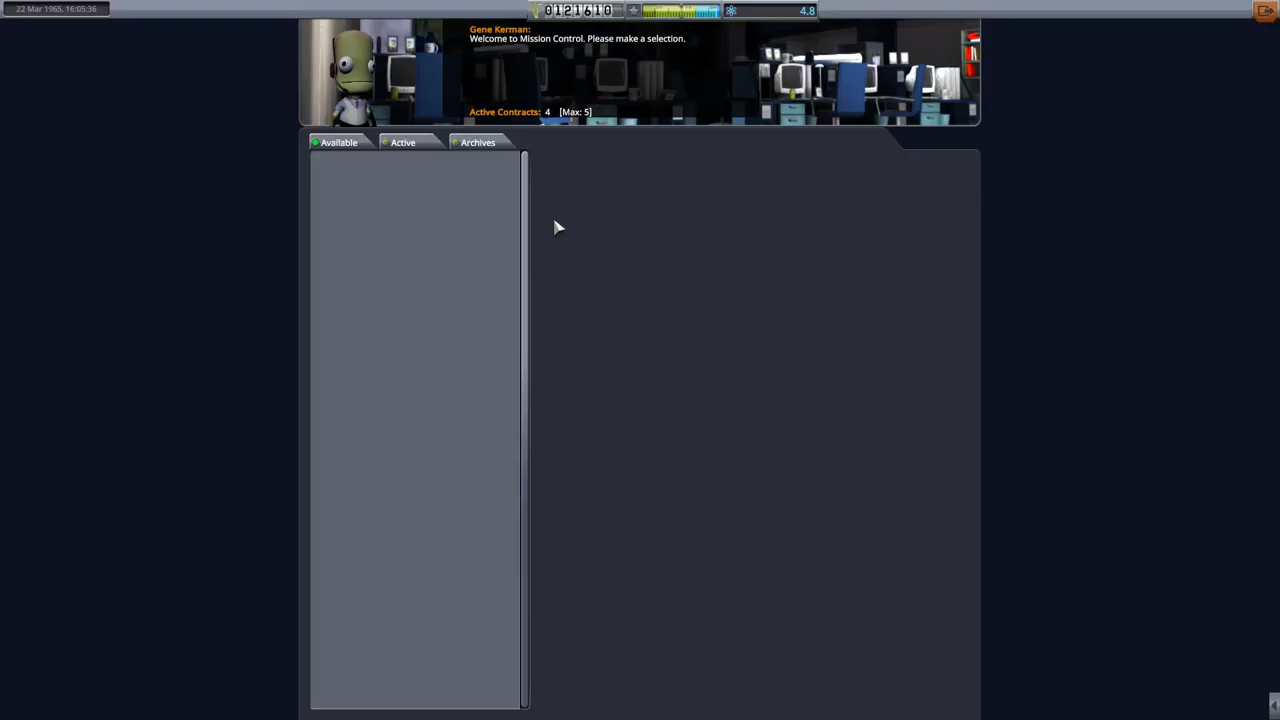 22 Mar 1965, 16:05:36
0121610
4.8
Gene Kerman:
Welcome to Mission Control. Please make a selection.
Active Contracts: 4 [Max: 5]
Available
Active
Archives